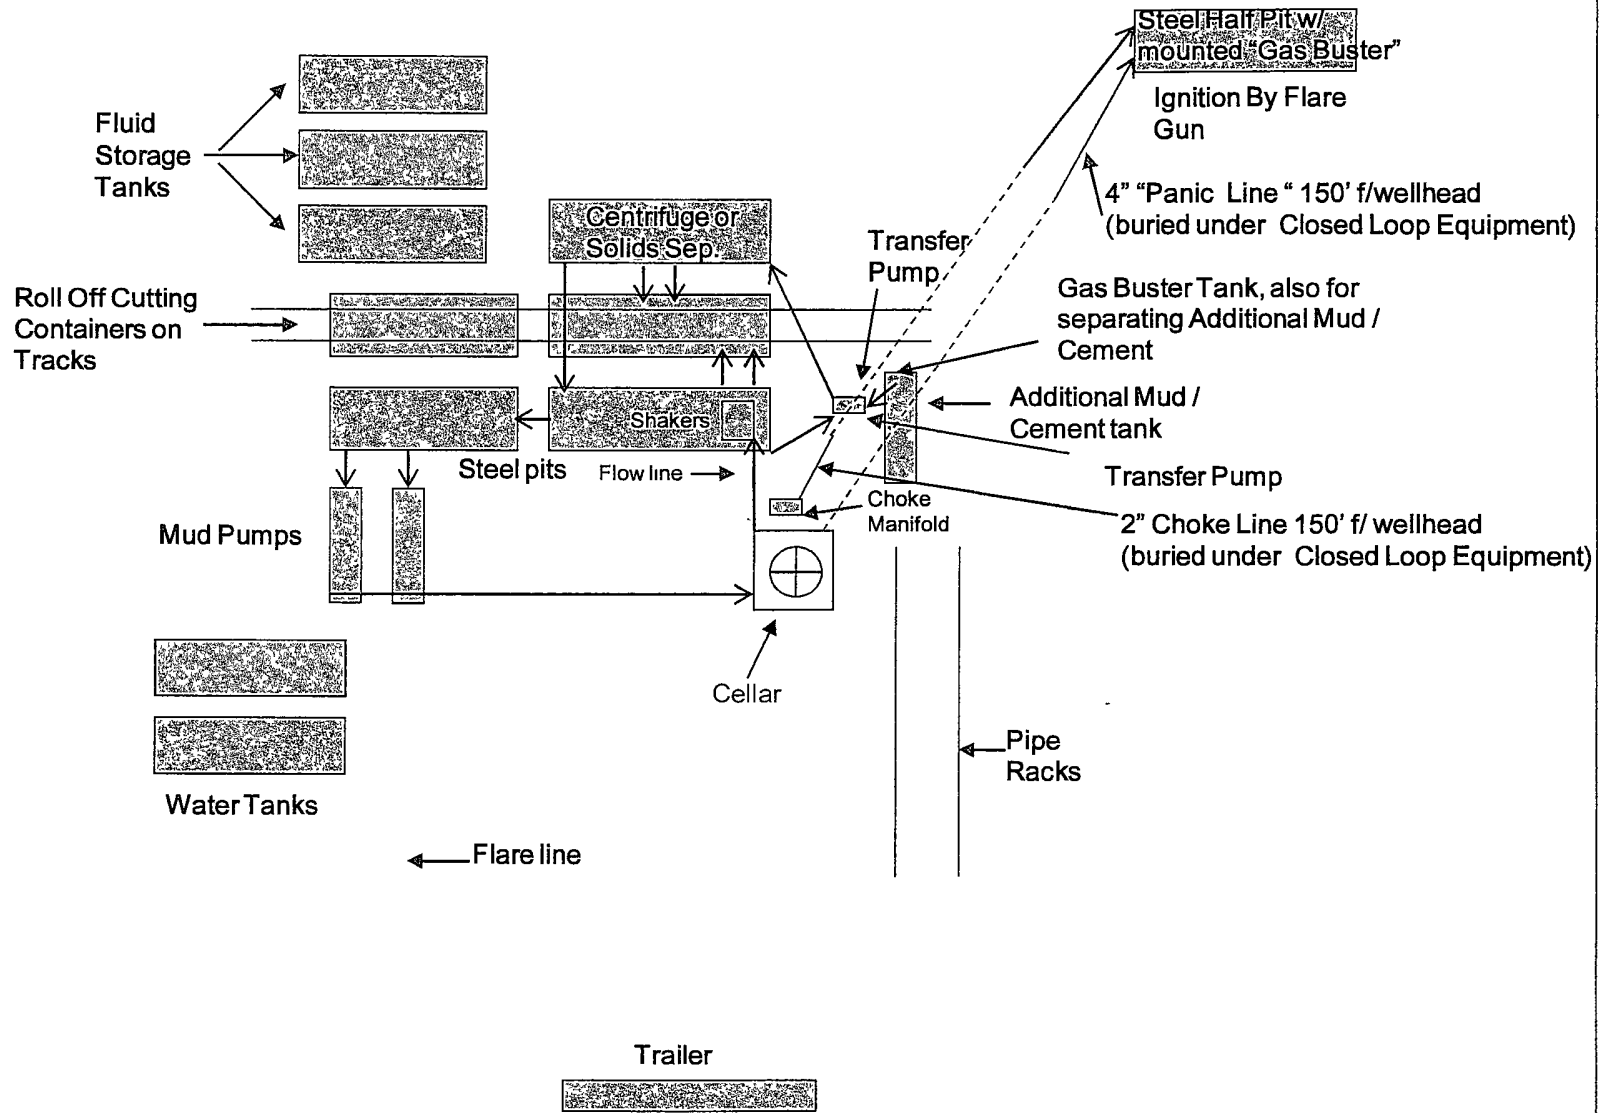 Steel Half Pit w/
mounted "Gas Buster"
Ignition By Flare
Gun
Fluid
Storage
Tanks
4" "Panic Line " 150' f/wellhead
(buried under Closed Loop Equipment)
Centrifuge or
Solids Sep.
Transfer
Pump
Roll Off Cutting
Containers on
Tracks
Gas Buster Tank, also for
separating Additional Mud /
Cement
Additional Mud /
Cement tank
Shakers
Steel pits
Flow line
Transfer Pump
Choke
Manifold
2" Choke Line 150' f/ wellhead
(buried under Closed Loop Equipment)
Mud Pumps
Cellar
Pipe
Racks
Water Tanks
Flare line
Trailer